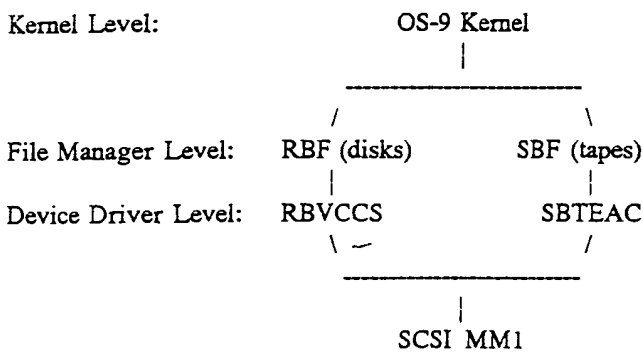 Kernel Level: OS-9 Kernel
File Manager Level: RBF (disks) SBF (tapes)
Device Driver Level: RBVCCS SBTEAC
SCSI MM1